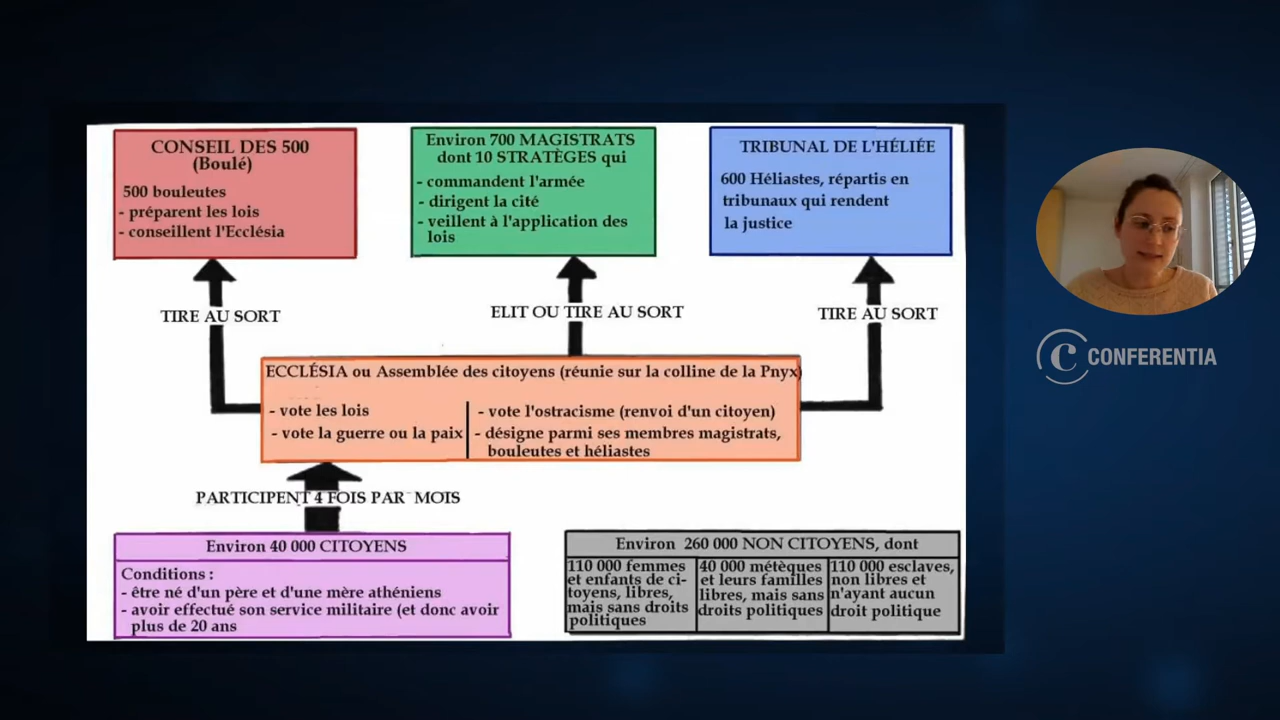 CONSEIL DES 500
(Boulé)
500 bouleutes
- préparent les lois
- conseillent l'Ecclésia
Environ 700 MAGISTRATS
dont 10 STRATÈGES qui
- commandent l'armée
- dirigent la cité
- veillent à l'application des
lois
TRIBUNAL DE L'HÉLIÉE
600 Héliastes, répartis en
tribunaux qui rendent
la justice
TIRE AU SORT
ELIT OU TIRE AU SORT
TIRE AU SORT
ECCLÉSIA ou Assemblée des citoyens (réunie sur la colline de la Pnyx)
- vote les lois
- vote la guerre ou la paix
- vote l'ostracisme (renvoi d'un citoyen)
- désigne parmi ses membres magistrats,
bouleutes et héliastes
PARTICIPENT 4 FOIS PAR MOIS
Environ 40 000 CITOYENS
Conditions :
- être né d'un père et d'une mère athéniens
- avoir effectué son service militaire (et donc avoir
plus de 20 ans
Environ 260 000 NON CITOYENS, dont
110 000 femmes
et enfants de ci-
toyens, libres,
mais sans droits
politiques
40 000 métèques
et leurs familles
libres, mais sans
droits politiques
110 000 esclaves,
non libres et
n'ayant aucun
droit politique
C CONFERENTIA